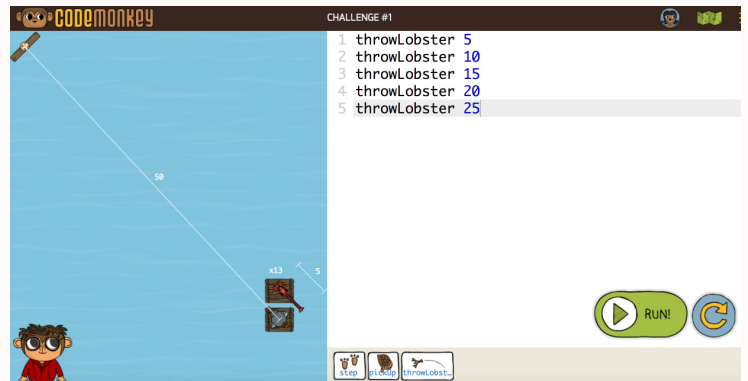 CODEMONKEY
CHALLENGE #1
1 throwLobster 5
2 throwLobster 10
3 throwLobster 15
4 throwLobster 20
5 throwLobster 25
50
x13
5
RUN!
step
pickUp
throwLobst…